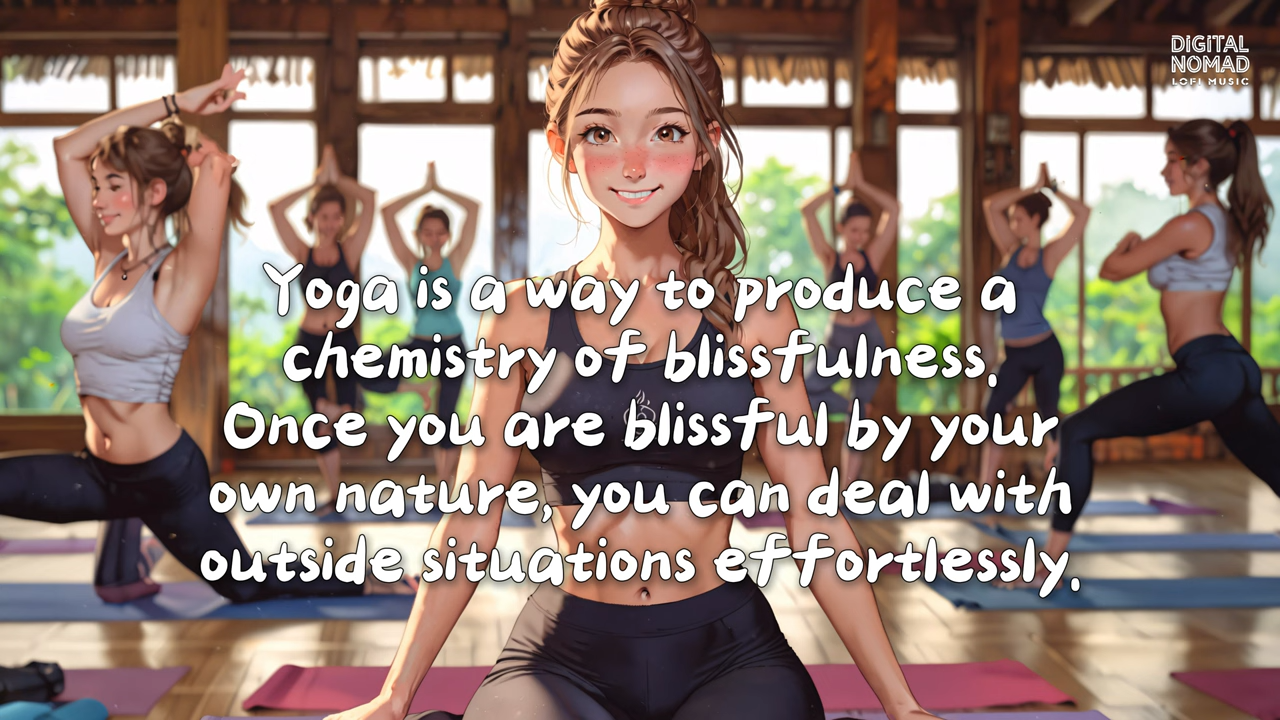 DIGITAL
NOMAD
LOFI MUSIC
Yoga is a way to produce a
chemistry of blissfulness.
Once you are blissful by your
own nature, you can deal with
outside situations effortlessly.